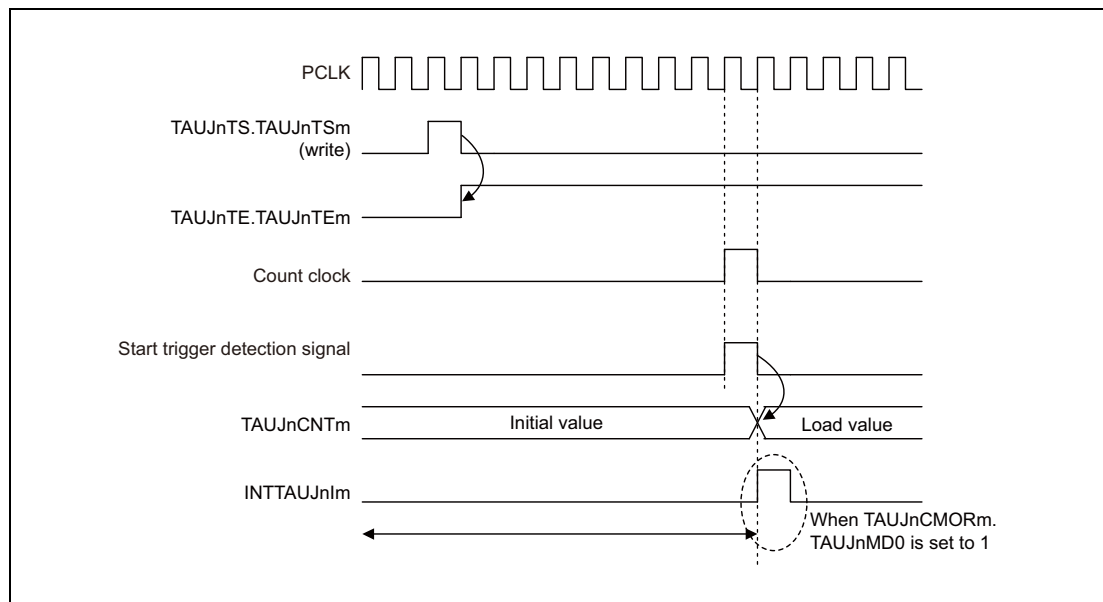 PCLK
TAUJnTS.TAUJnTSm
(write)
TAUJnTE.TAUJnTEm
Count clock
Start trigger detection signal
TAUJnCNTm
Initial value
Load value
INTTAUJnIm
When TAUJnCMORm.
TAUJnMD0 is set to 1